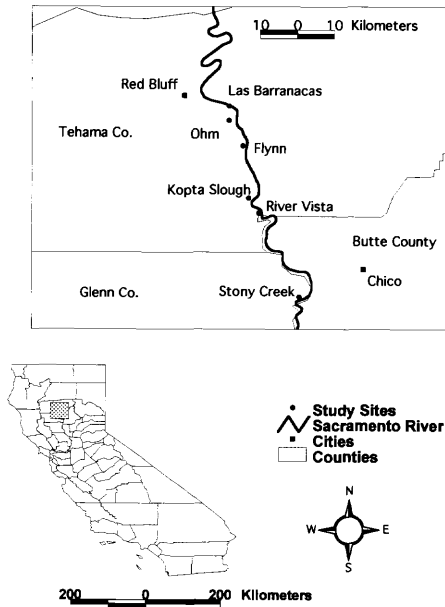 10 0 10 Kilometers
Red Bluff
Las Barranacas
Tehama Co.
Ohm
Flynn
Kopta Slough
River Vista
Butte County
Chico
Glenn Co.
Stony Creek
Study Sites
Sacramento River
Cities
Counties
N
W E
S
200 0 200 Kilometers